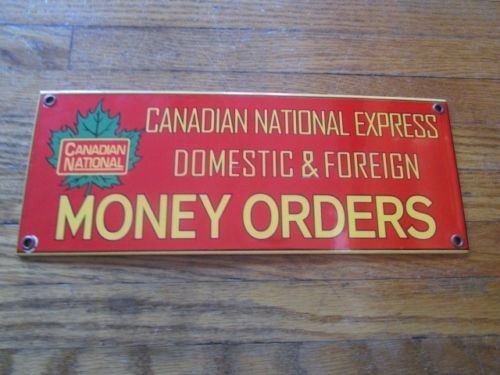 CANADIAN NATIONAL EXPRESS
CANADIAN
NATIONAL
DOMESTIC & FOREIGN
MONEY ORDERS